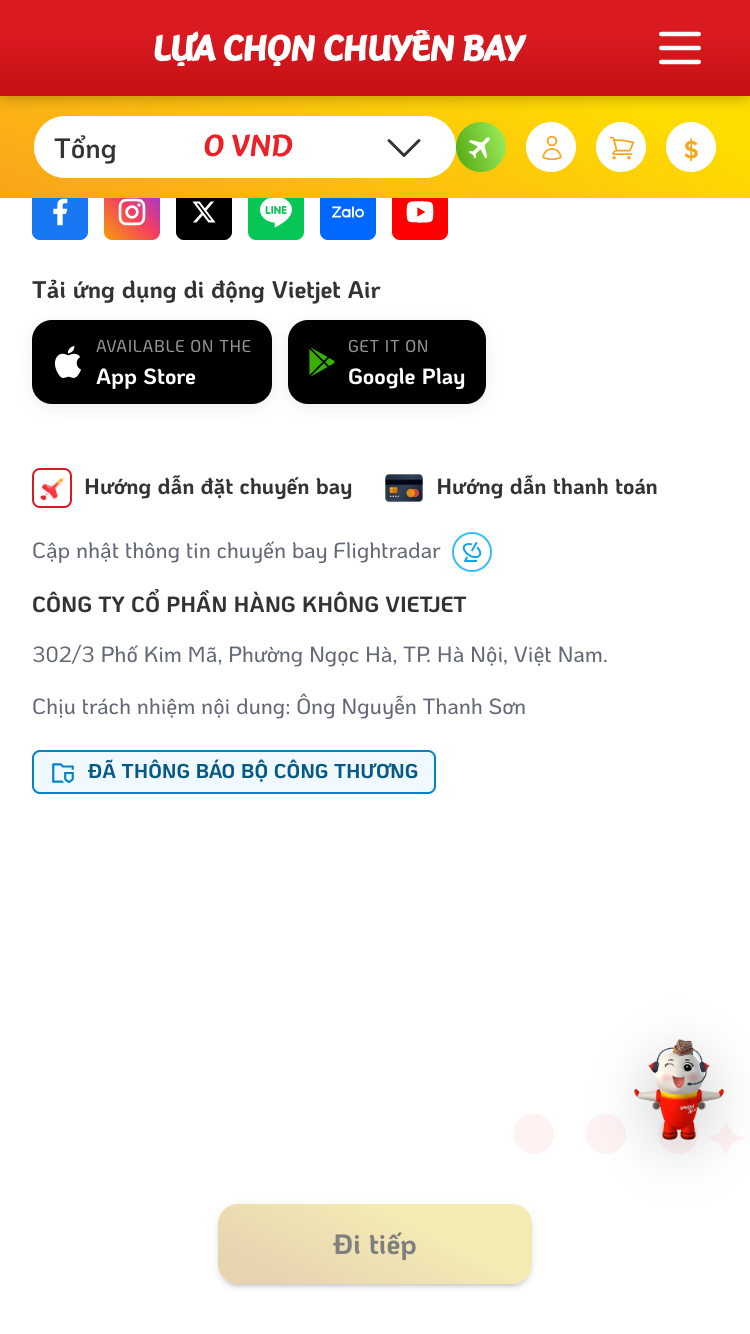 LỰA CHỌN CHUYẾN BAY
Tổng
0 VND
$
LINE
Zalo
Tải ứng dụng di động Vietjet Air
AVAILABLE ON THE
App Store
GET IT ON
Google Play
Hướng dẫn đặt chuyến bay
Hướng dẫn thanh toán
Cập nhật thông tin chuyến bay Flightradar
CÔNG TY CỔ PHẦN HÀNG KHÔNG VIETJET
302/3 Phố Kim Mã, Phường Ngọc Hà, TP. Hà Nội, Việt Nam.
Chịu trách nhiệm nội dung: Ông Nguyễn Thanh Sơn
ĐÃ THÔNG BÁO BỘ CÔNG THƯƠNG
Đi tiếp